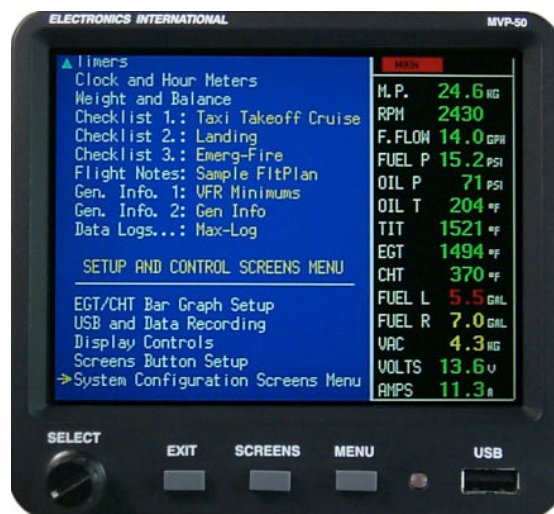 ELECTRONICS INTERNATIONAL MVP-50
Timers
Clock and Hour Meters
Weight and Balance
Checklist 1.: Taxi Takeoff Cruise
Checklist 2.: Landing
Checklist 3.: Emerg-Fire
Flight Notes: Sample FltPlan
Gen. Info. 1: VFR Minimums
Gen. Info. 2: Gen Info
Data Logs...: Max-Log
SETUP AND CONTROL SCREENS MENU
EGT/CHT Bar Graph Setup
USB and Data Recording
Display Controls
Screens Button Setup
System Configuration Screens Menu
MAIN
M.P. 24.6 HG
RPM 2430
F.FLOW 14.0 GPH
FUEL P 15.2 PSI
OIL P 71 PSI
OIL T 204 °F
TIT 1521 °F
EGT 1494 °F
CHT 370 °F
FUEL L 5.5 GAL
FUEL R 7.0 GAL
VAC 4.3 HG
VOLTS 13.6 V
AMPS 11.3 A
SELECT EXIT SCREENS MENU USB